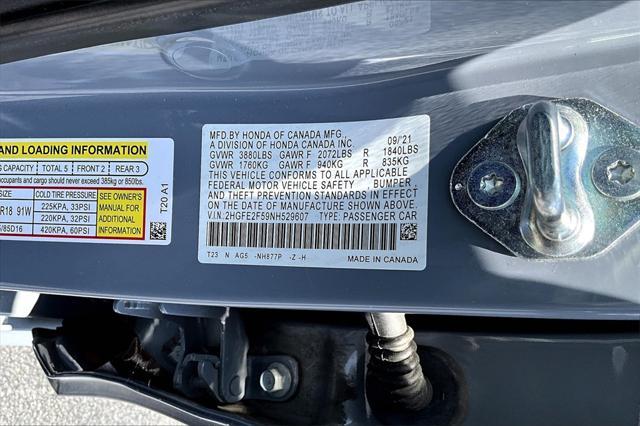 AND LOADING INFORMATION
G CAPACITY TOTAL 5 FRONT 2 REAR 3
occupants and cargo should never exceed 385kg or 850lbs.
SIZE COLD TIRE PRESSURE SEE OWNER'S MANUAL FOR ADDITIONAL INFORMATION
R18 91W 225KPA, 33PSI
220KPA, 32PSI
/85D16 420KPA, 60PSI
T20 A1
MFD.BY HONDA OF CANADA MFG.,
A DIVISION OF HONDA CANADA INC. 09/21
GVWR 3880LBS GAWR F 2072LBS R 1840LBS
GVWR 1760KG GAWR F 940KG R 835KG
THIS VEHICLE CONFORMS TO ALL APPLICABLE
FEDERAL MOTOR VEHICLE SAFETY , BUMPER ,
AND THEFT PREVENTION STANDARDS IN EFFECT
ON THE DATE OF MANUFACTURE SHOWN ABOVE.
V.I.N: 2HGFE2F59NH529607 TYPE: PASSENGER CAR
T23 N AG5 -NH877P -Z -H MADE IN CANADA